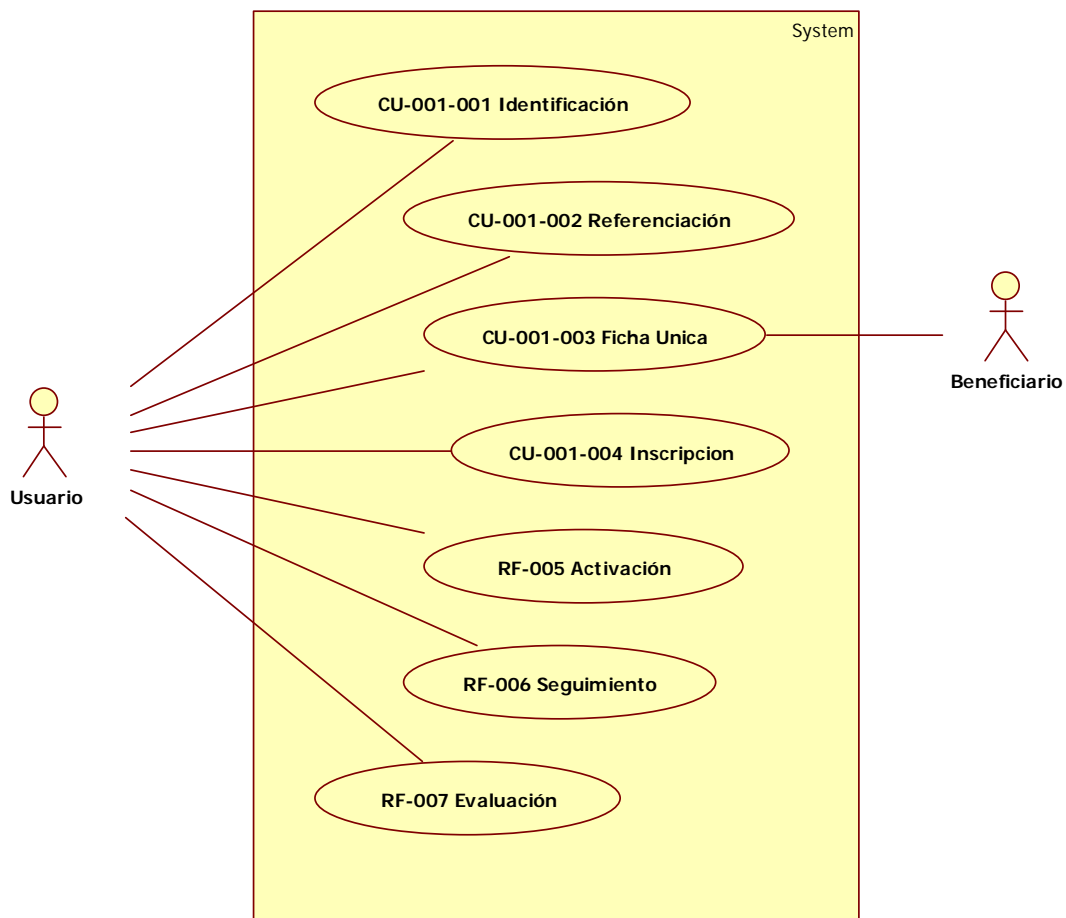 System
CU-001-001 Identificación
CU-001-002 Referenciación
CU-001-003 Ficha Unica
Beneficiario
CU-001-004 Inscripcion
Usuario
RF-005 Activación
RF-006 Seguimiento
RF-007 Evaluación